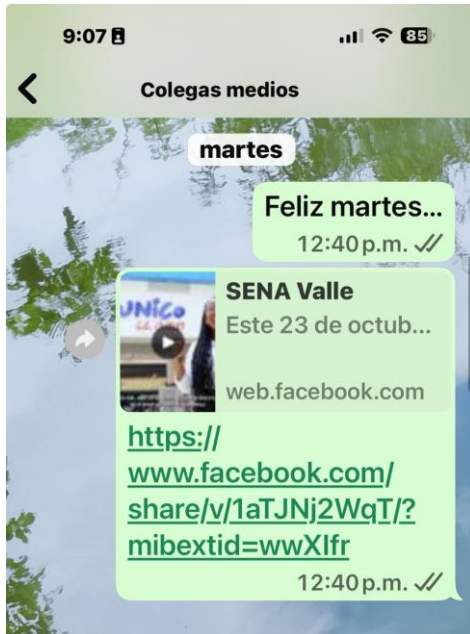 9:07
85
Colegas medios
martes
Feliz martes...
12:40 p.m.
UNICO
SENA Valle
Este 23 de octub...
web.facebook.com
https://
www.facebook.com/
share/v/1aTJNj2WqT/?
mibextid=wwXIfr
12:40 p.m.